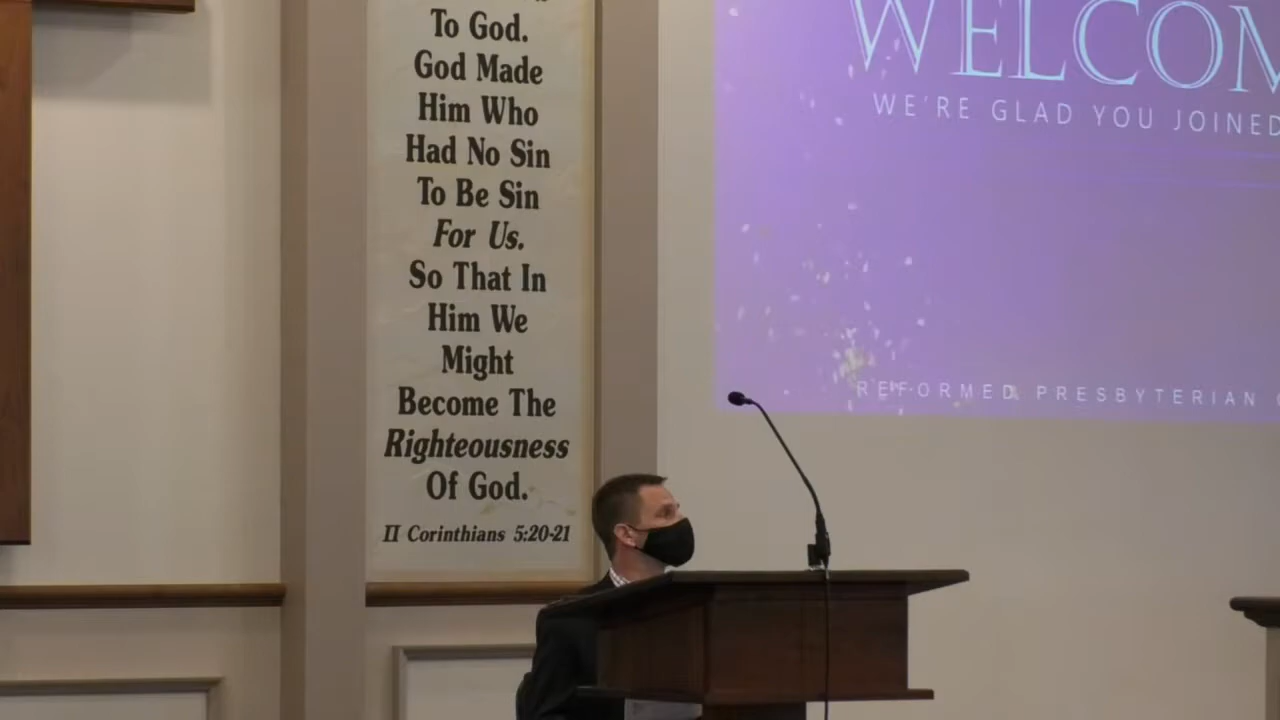 To God.
God Made
Him Who
Had No Sin
To Be Sin
For Us.
So That In
Him We
Might
Become The
Righteousness
Of God.
II Corinthians 5:20-21
WELCOM
WE'RE GLAD YOU JOINED
REFORMED PRESBYTERIAN